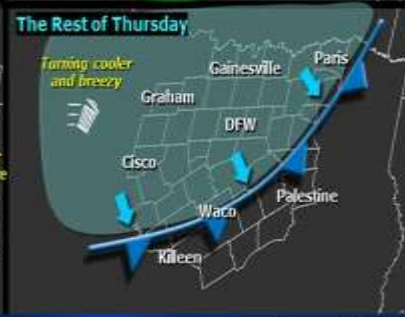 The Rest of Thursday
Turning cooler
and breezy
Paris
Gainesville
Graham
DFW
Cisco
Palestine
Waco
Killeen